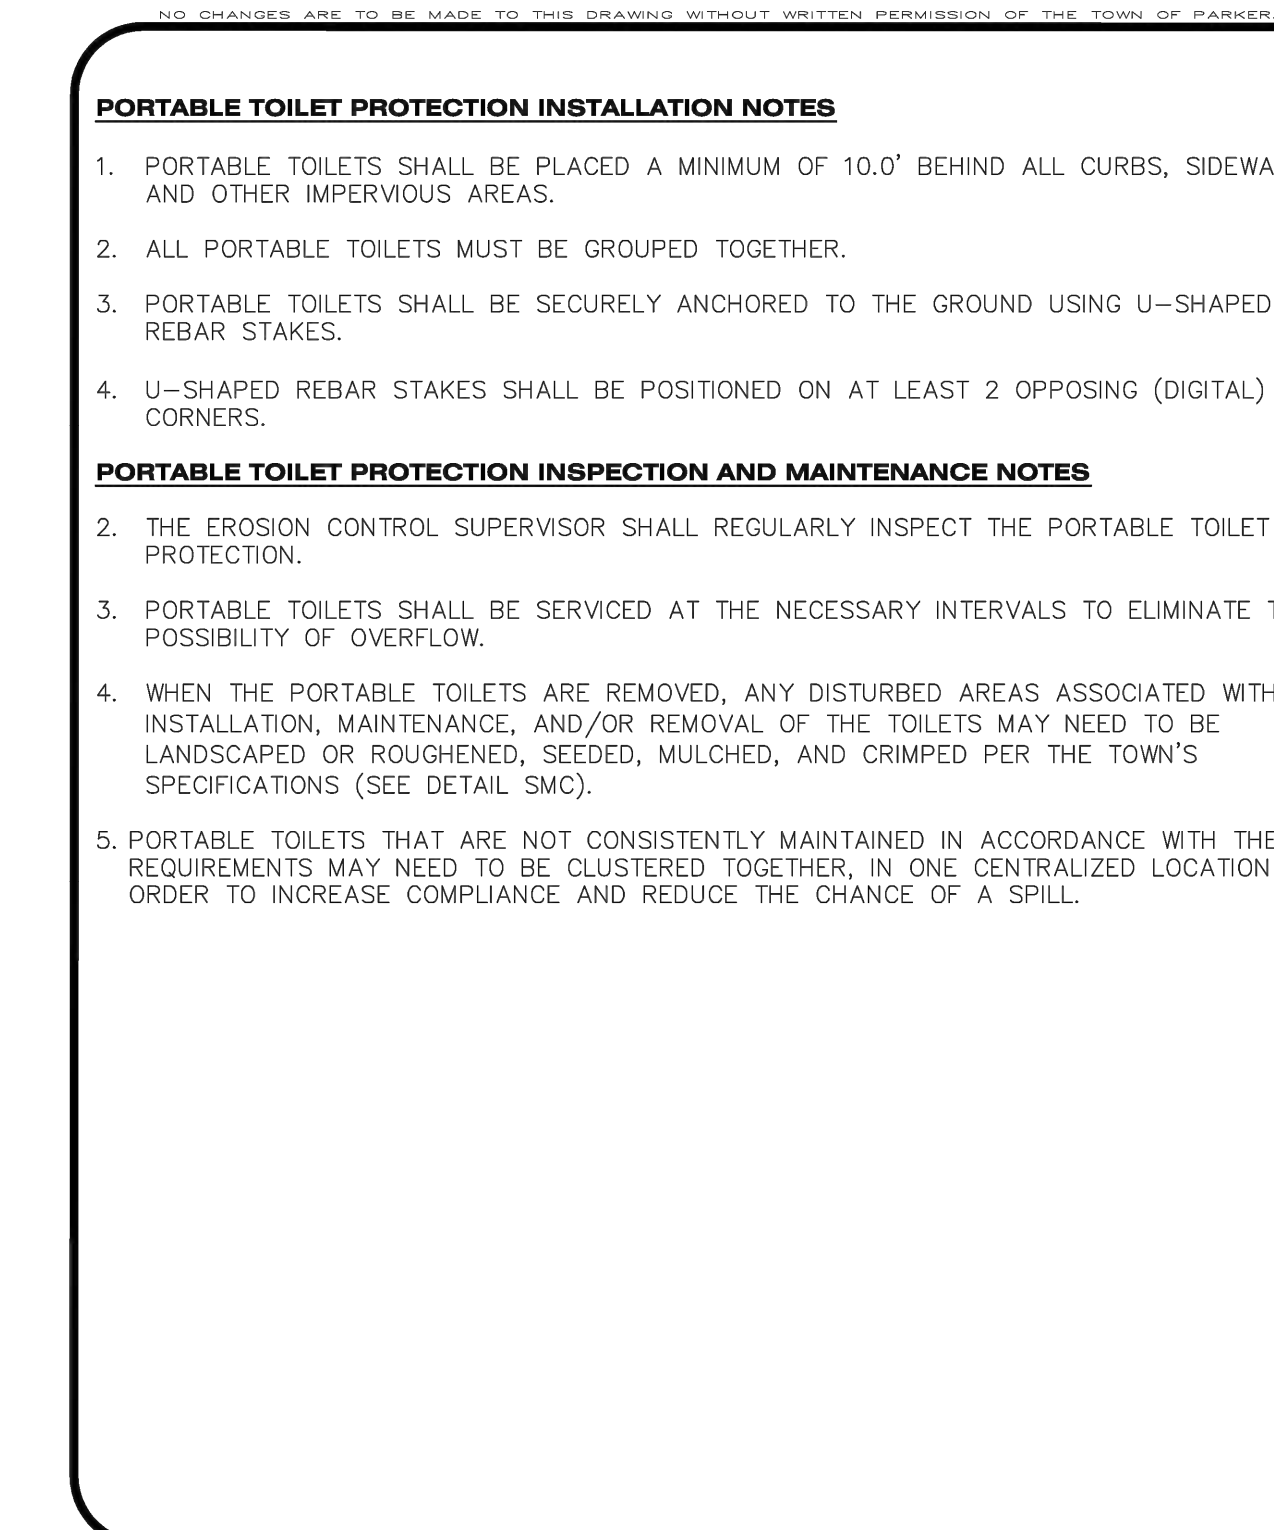 NO CHANGES ARE TO BE MADE TO THIS DRAWING WITHOUT WRITTEN PERMISSION OF THE TOWN OF PARKER.
PORTABLE TOILET PROTECTION INSTALLATION NOTES
1. PORTABLE TOILETS SHALL BE PLACED A MINIMUM OF 10.0' BEHIND ALL CURBS, SIDEWA
AND OTHER IMPERVIOUS AREAS.
2. ALL PORTABLE TOILETS MUST BE GROUPED TOGETHER.
3. PORTABLE TOILETS SHALL BE SECURELY ANCHORED TO THE GROUND USING U-SHAPED
REBAR STAKES.
4. U-SHAPED REBAR STAKES SHALL BE POSITIONED ON AT LEAST 2 OPPOSING (DIGITAL)
CORNERS.
PORTABLE TOILET PROTECTION INSPECTION AND MAINTENANCE NOTES
2. THE EROSION CONTROL SUPERVISOR SHALL REGULARLY INSPECT THE PORTABLE TOILET
PROTECTION.
3. PORTABLE TOILETS SHALL BE SERVICED AT THE NECESSARY INTERVALS TO ELIMINATE
POSSIBILITY OF OVERFLOW.
4. WHEN THE PORTABLE TOILETS ARE REMOVED, ANY DISTURBED AREAS ASSOCIATED WITH
INSTALLATION, MAINTENANCE, AND/OR REMOVAL OF THE TOILETS MAY NEED TO BE
LANDSCAPED OR ROUGHENED, SEEDED, MULCHED, AND CRIMPED PER THE TOWN'S
SPECIFICATIONS (SEE DETAIL SMC).
5. PORTABLE TOILETS THAT ARE NOT CONSISTENTLY MAINTAINED IN ACCORDANCE WITH THE
REQUIREMENTS MAY NEED TO BE CLUSTERED TOGETHER, IN ONE CENTRALIZED LOCATION
ORDER TO INCREASE COMPLIANCE AND REDUCE THE CHANCE OF A SPILL.